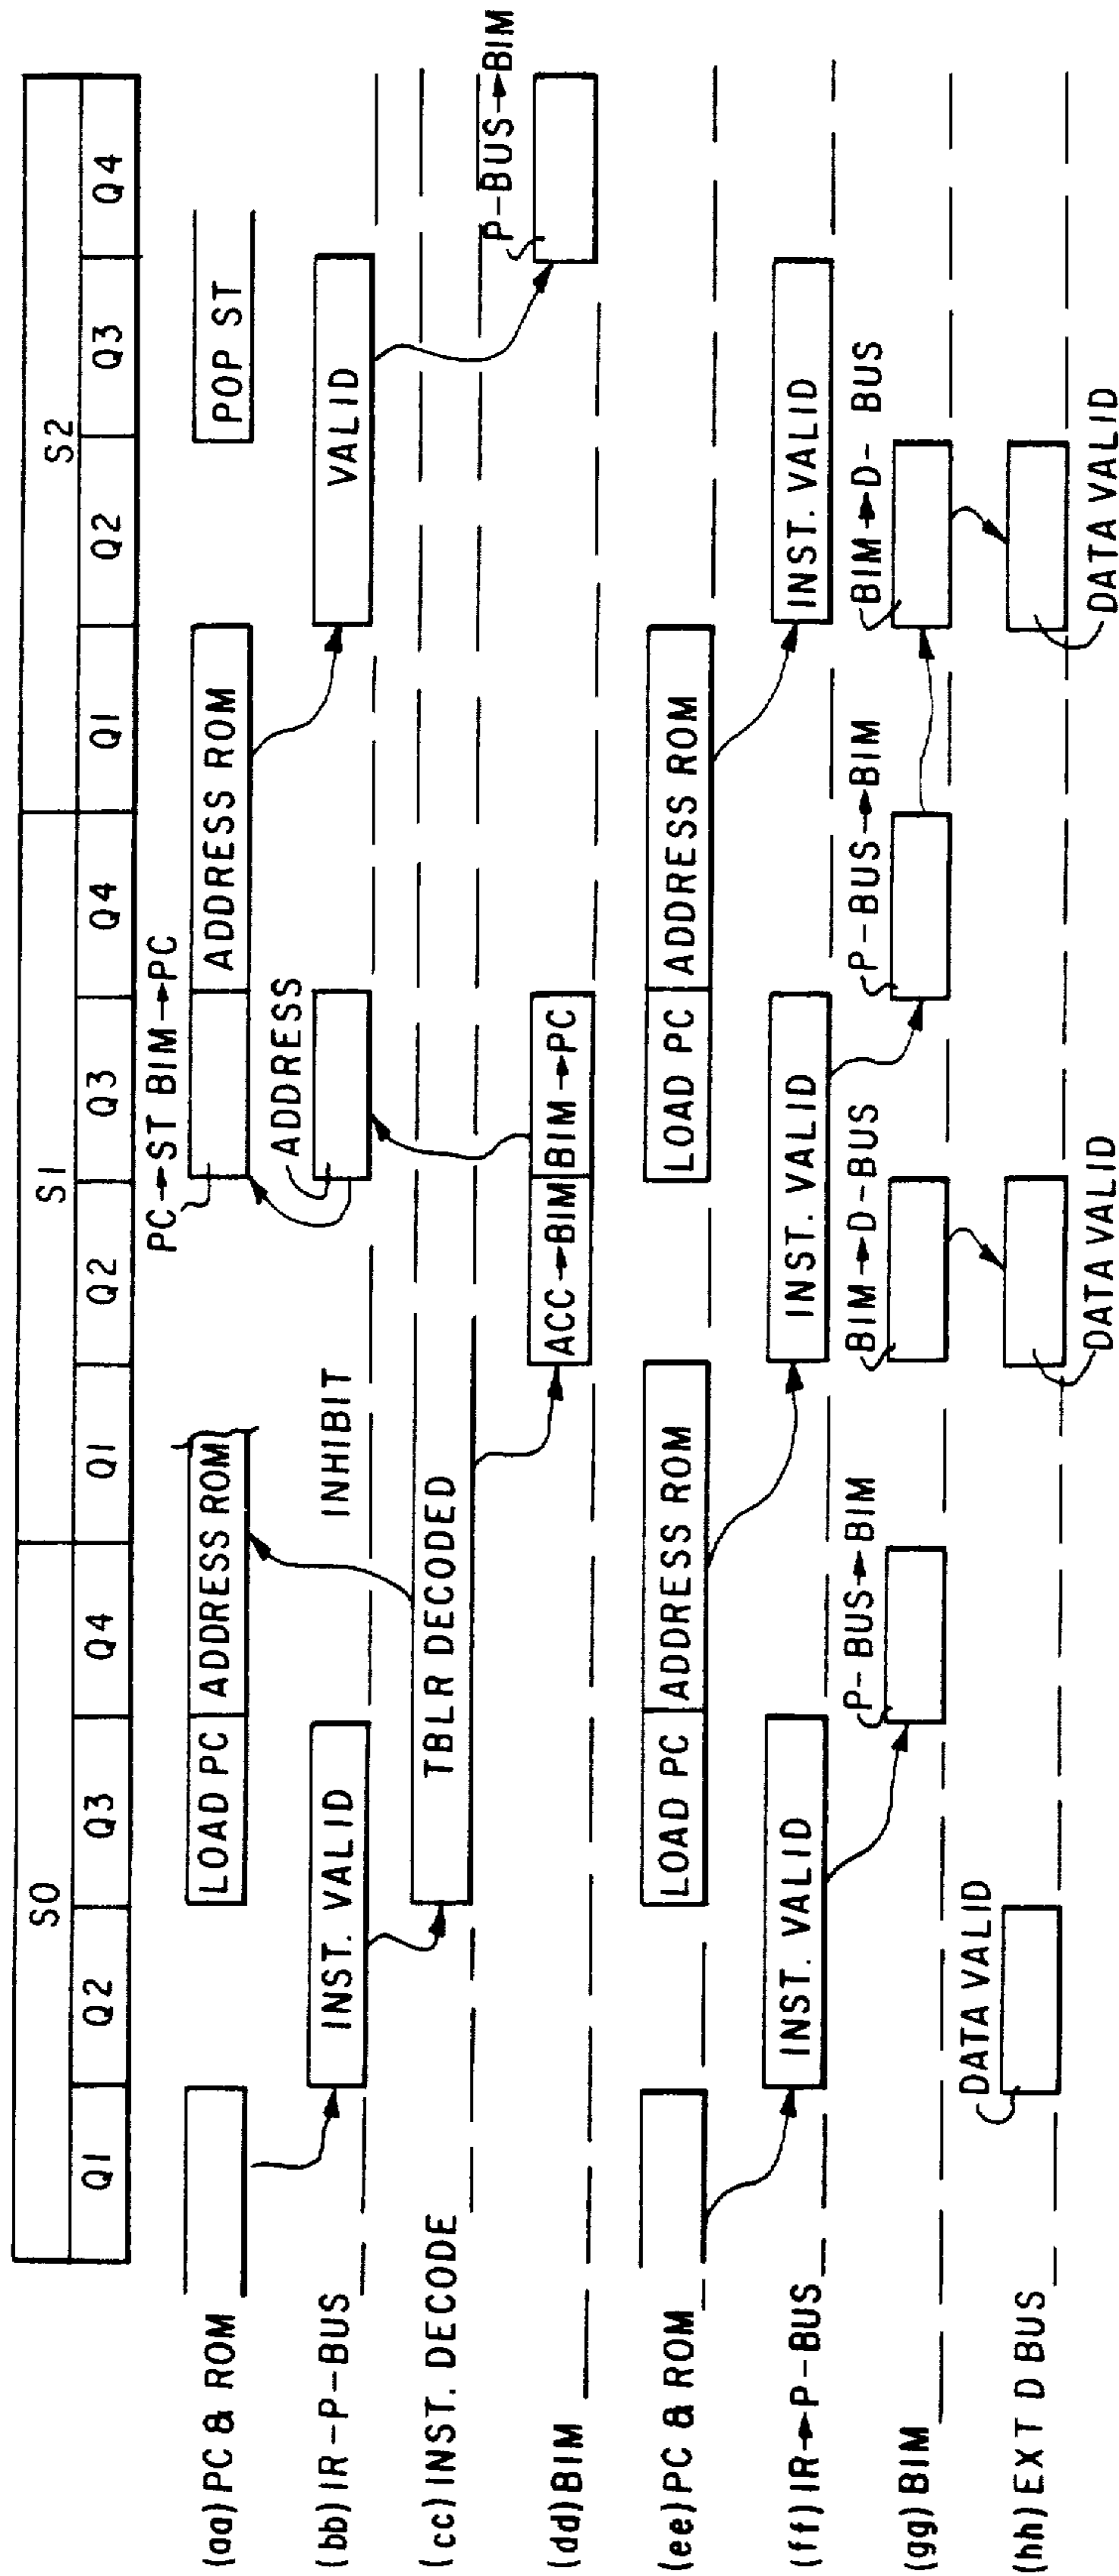 S0 S1 S2
Q1 Q2 Q3 Q4 Q1 Q2 Q3 Q4 Q1 Q2 Q3 Q4
PC→ST BIM→PC
(aa) PC & ROM LOAD PC ADDRESS ROM ADDRESS ROM POP ST
ADDRESS
(bb) IR-P-BUS INST. VALID INHIBIT VALID
(cc) INST. DECODE TBLR DECODED
P-BUS→BIM
(dd) BIM ACC→BIM BIM→PC
(ee) PC & ROM LOAD PC ADDRESS ROM LOAD PC ADDRESS ROM
(ff) IR→P-BUS INST. VALID INST. VALID INST. VALID
P-BUS→BIM BIM→D-BUS P-BUS→BIM BIM→D- BUS
(gg) BIM
DATA VALID
(hh) EXT D BUS
DATA VALID DATA VALID